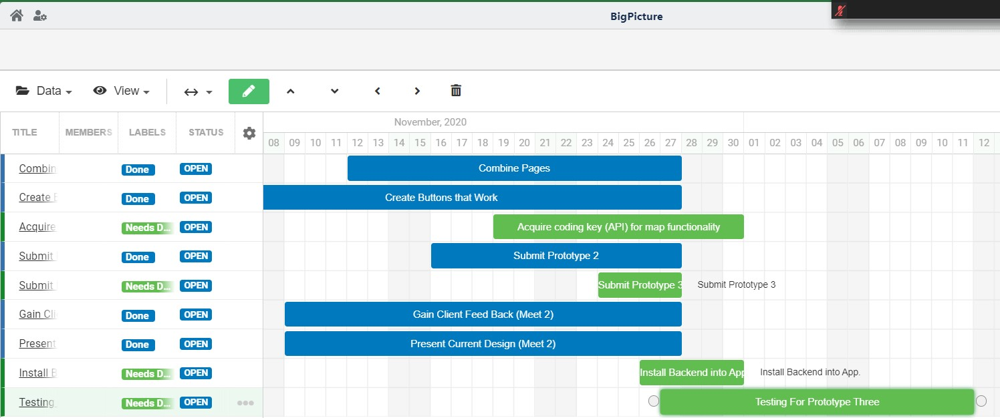 BigPicture
Data View
TITLE MEMBERS LABELS STATUS
November, 2020
08 09 10 11 12 13 14 15 16 17 18 19 20 21 22 23 24 25 26 27 28 29 30 01 02 03 04 05 06 07 08 09 10 11 12
Combin Done OPEN Combine Pages
Create Done OPEN Create Buttons that Work
Acquire Needs D... OPEN Acquire coding key (API) for map functionality
Submit Done OPEN Submit Prototype 2
Submit Needs D... OPEN Submit Prototype 3 Submit Prototype 3
Gain Cli Done OPEN Gain Client Feed Back (Meet 2)
Present Done OPEN Present Current Design (Meet 2)
Install B Needs D... OPEN Install Backend into App Install Backend into App.
Testing Needs D... OPEN Testing For Prototype Three